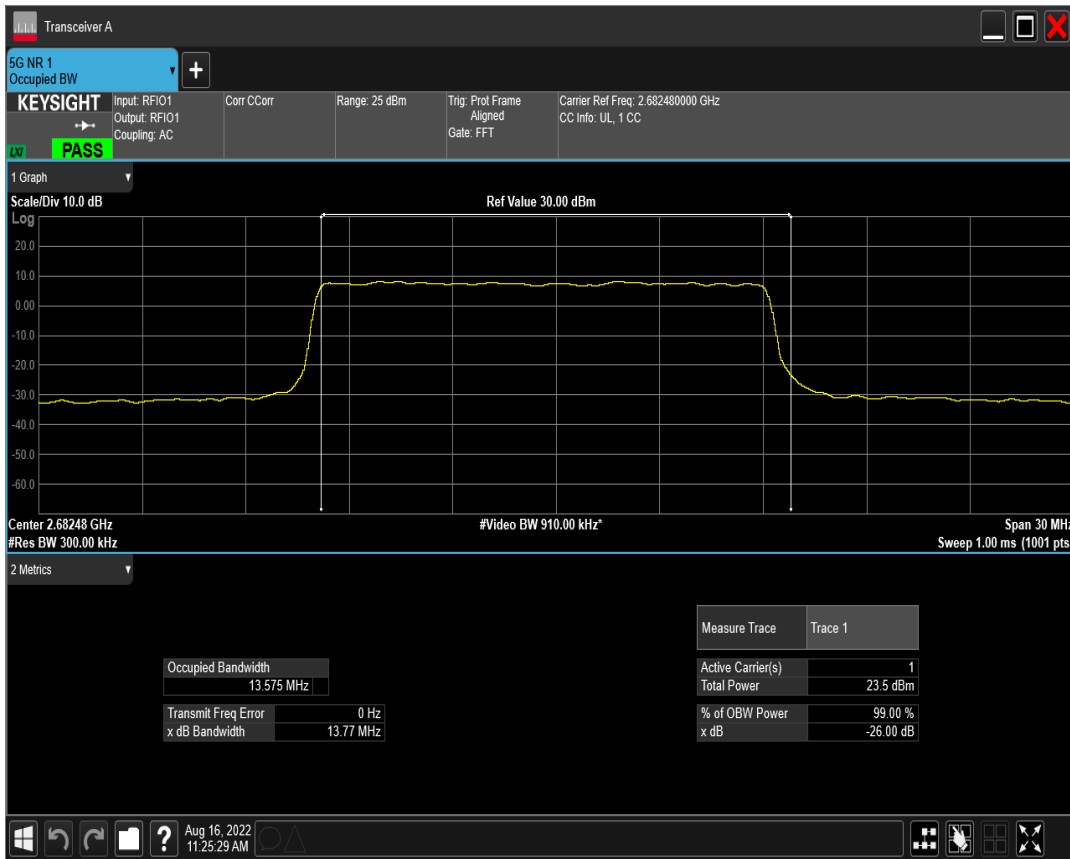 Transceiver A
5G NR 1
Occupied BW
+
KEYSIGHT
LXI
PASS
Input: RFIO1
Output: RFIO1
Coupling: AC
Corr CCorr
Range: 25 dBm
Trig: Prot Frame
Aligned
Gate: FFT
Carrier Ref Freq: 2.682480000 GHz
CC Info: UL, 1 CC
1 Graph
Scale/Div 10.0 dB
Ref Value 30.00 dBm
Log
20.0
10.0
0.00
-10.0
-20.0
-30.0
-40.0
-50.0
-60.0
Center 2.68248 GHz
#Video BW 910.00 kHz*
Span 30 MHz
#Res BW 300.00 kHz
Sweep 1.00 ms (1001 pts
2 Metrics
Measure Trace Trace 1
Occupied Bandwidth
13.575 MHz
Active Carrier(s) 1
Total Power 23.5 dBm
Transmit Freq Error 0 Hz
x dB Bandwidth 13.77 MHz
% of OBW Power 99.00 %
x dB -26.00 dB
?
Aug 16, 2022
11:25:29 AM